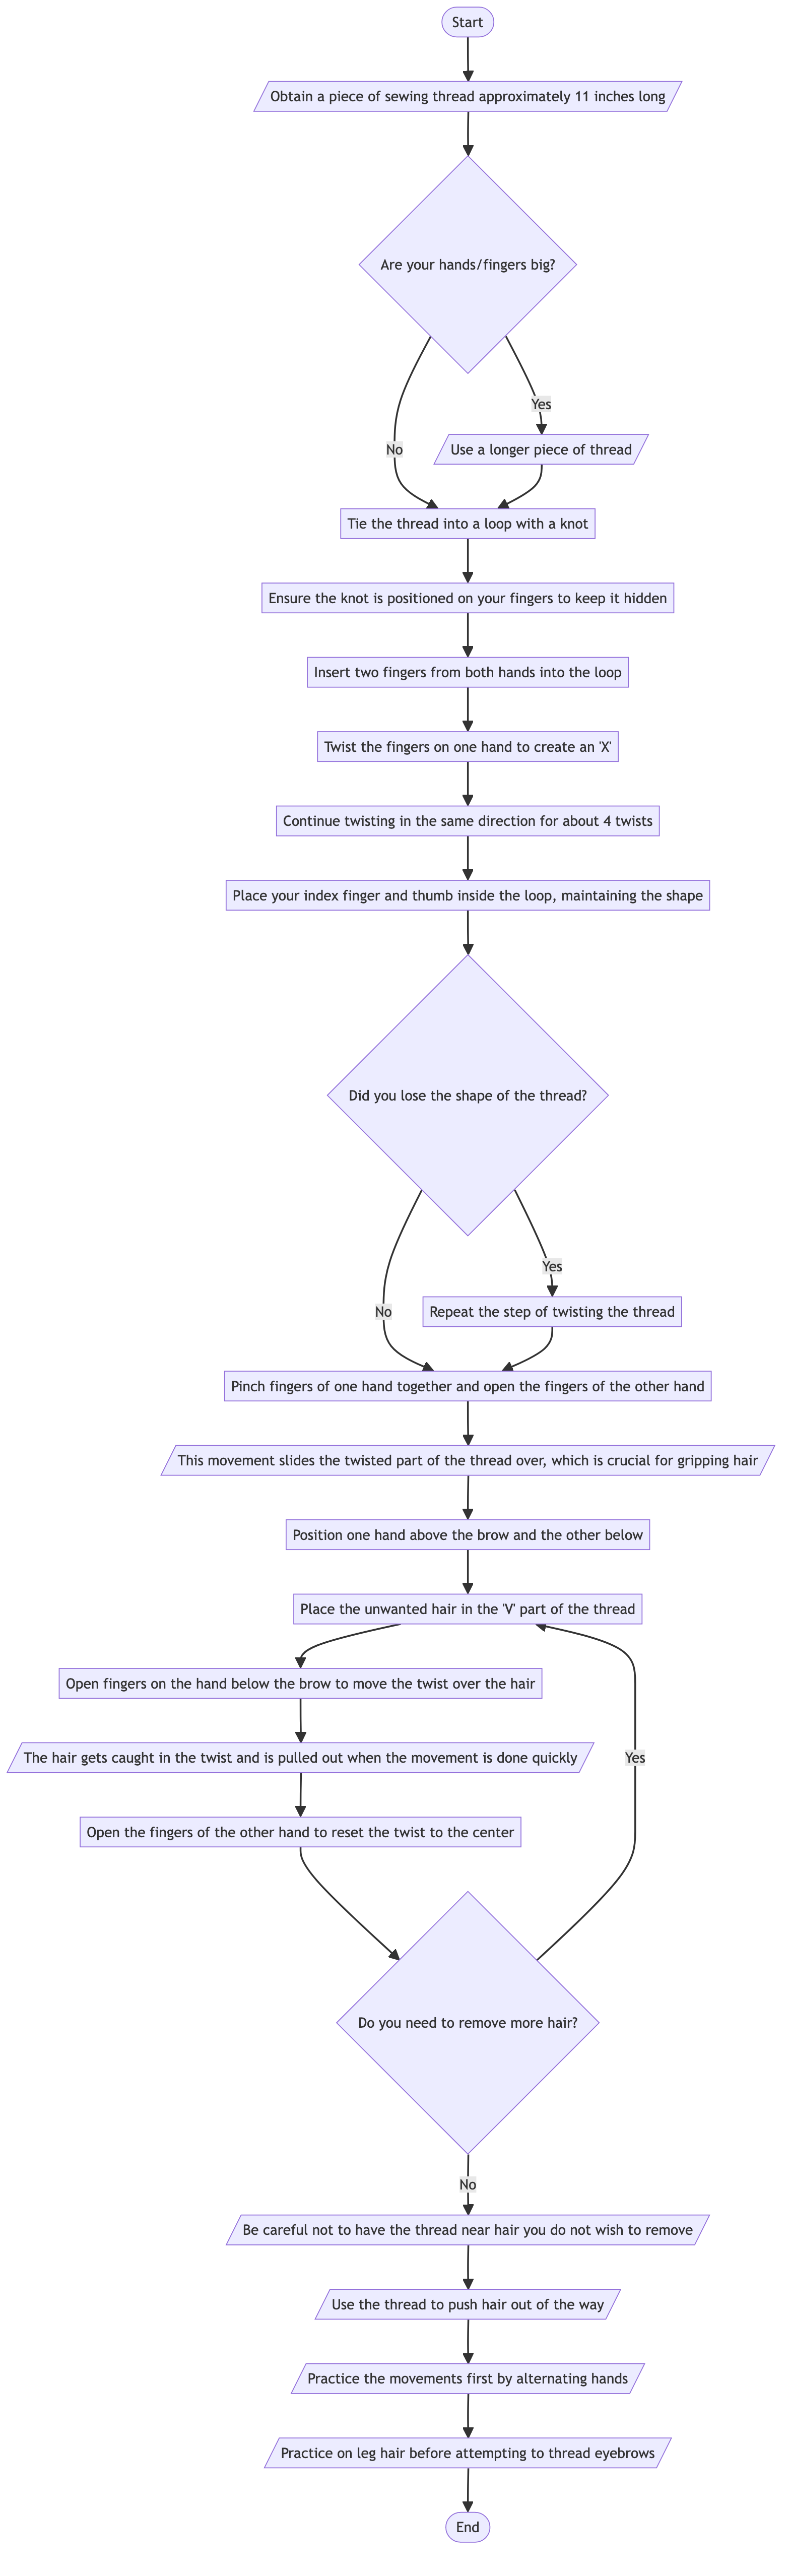 Start
Obtain a piece of sewing thread approximately 11 inches long
Are your hands/fingers big?
Yes
No
Use a longer piece of thread
Tie the thread into a loop with a knot
Ensure the knot is positioned on your fingers to keep it hidden
Insert two fingers from both hands into the loop
Twist the fingers on one hand to create an 'X'
Continue twisting in the same direction for about 4 twists
Place your index finger and thumb inside the loop, maintaining the shape
Did you lose the shape of the thread?
Yes
No
Repeat the step of twisting the thread
Pinch fingers of one hand together and open the fingers of the other hand
This movement slides the twisted part of the thread over, which is crucial for gripping hair
Position one hand above the brow and the other below
Place the unwanted hair in the 'V' part of the thread
Open fingers on the hand below the brow to move the twist over the hair
The hair gets caught in the twist and is pulled out when the movement is done quickly
Yes
Open the fingers of the other hand to reset the twist to the center
Do you need to remove more hair?
No
Be careful not to have the thread near hair you do not wish to remove
Use the thread to push hair out of the way
Practice the movements first by alternating hands
Practice on leg hair before attempting to thread eyebrows
End